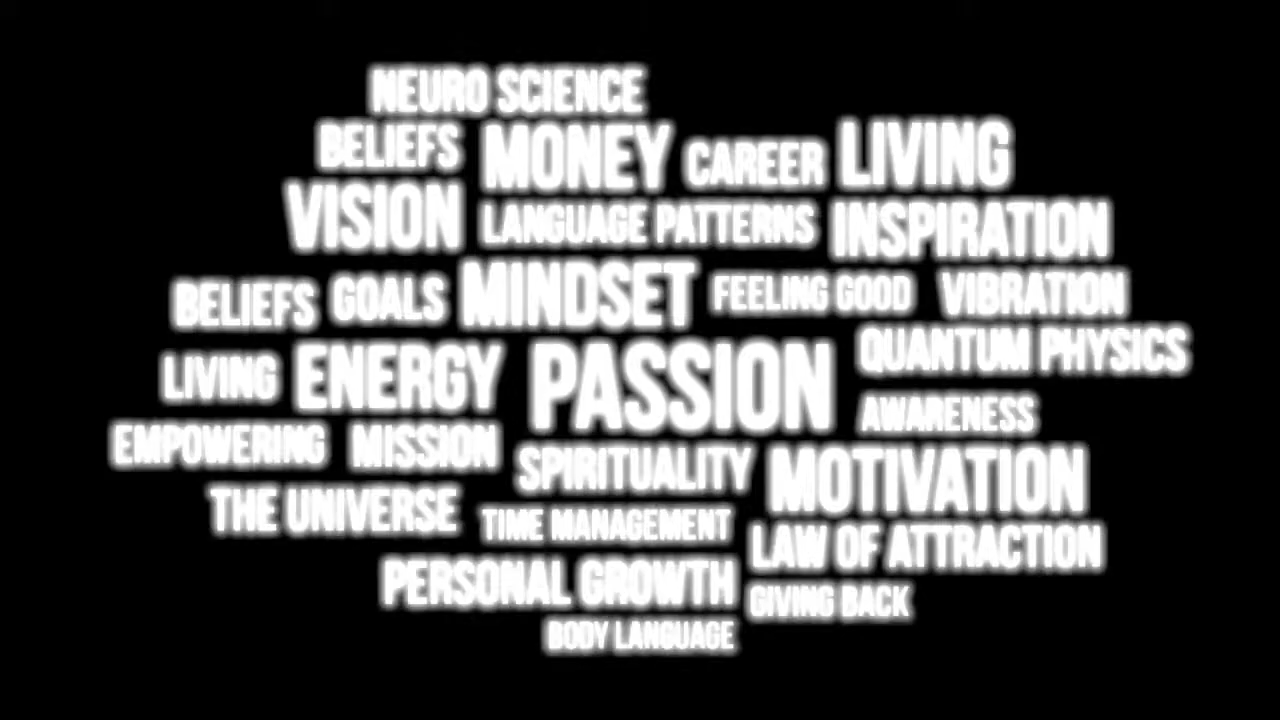 NEURO SCIENCE
BELIEFS MONEY CAREER LIVING
VISION LANGUAGE PATTERNS INSPIRATION
BELIEFS GOALS MINDSET FEELING GOOD VIBRATION
QUANTUM PHYSICS
LIVING ENERGY PASSION
AWARENESS
EMPOWERING MISSION SPIRITUALITY MOTIVATION
THE UNIVERSE TIME MANAGEMENT LAW OF ATTRACTION
PERSONAL GROWTH GIVING BACK
BODY LANGUAGE